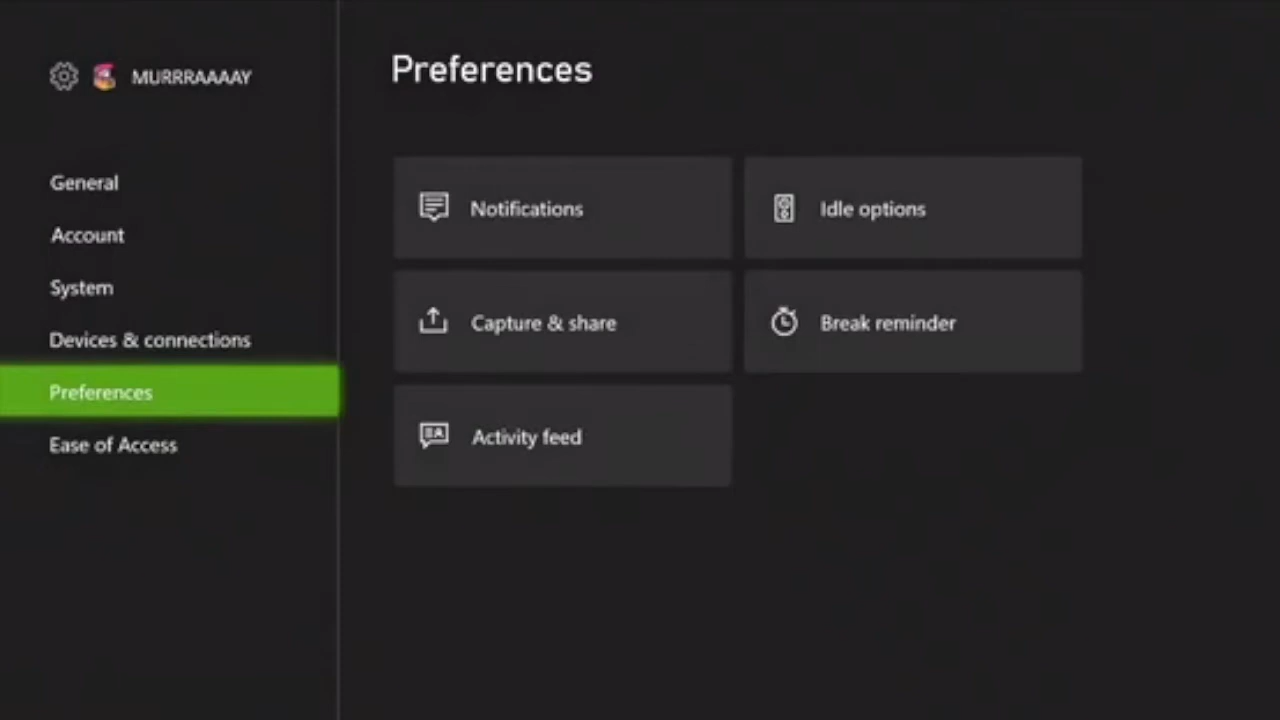 MURRRAAAAY
General
Account
System
Devices & connections
Preferences
Ease of Access
Preferences
Notifications
Idle options
Capture & share
Break reminder
Activity feed